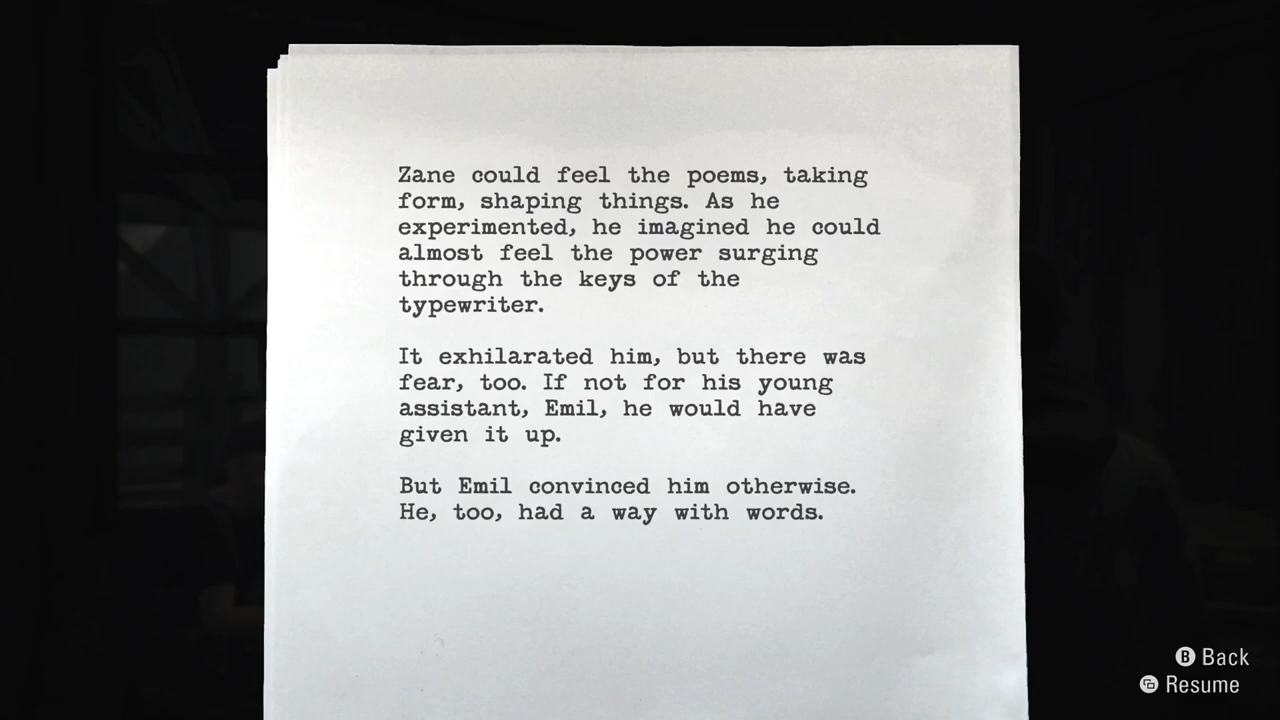 Zane could feel the poems, taking
form, shaping things. As he
experimented, he imagined he could
almost feel the power surging
through the keys of the
typewriter.
It exhilarated him, but there was
fear, too. If not for his young
assistant, Emil, he would have
given it up.
But Emil convinced him otherwise.
He, too, had a way with words.
B Back
Resume